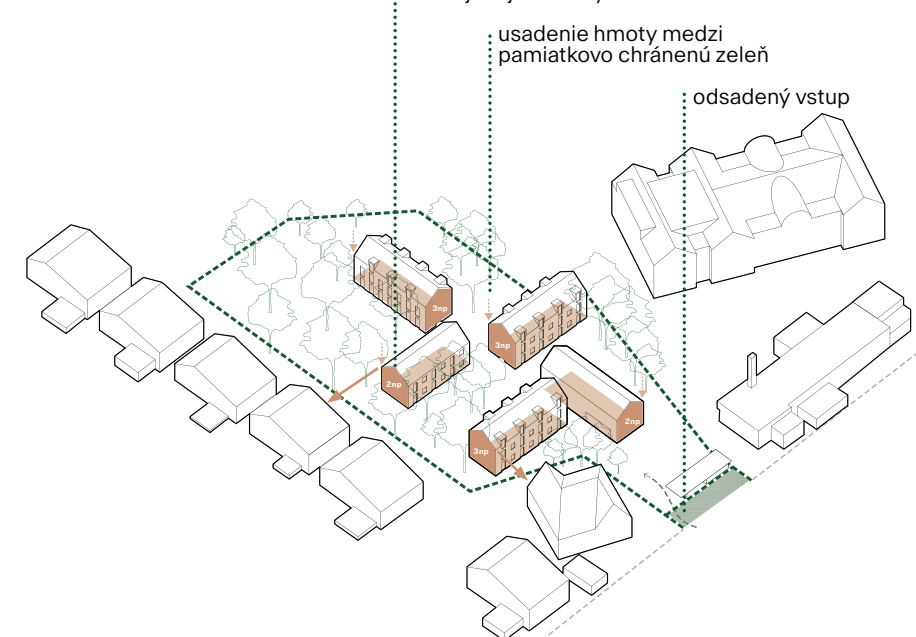 usadenie hmoty medzi
pamiatkovo chránenú zeleň
odsadený vstup
3np
3np
2np
2np
3np